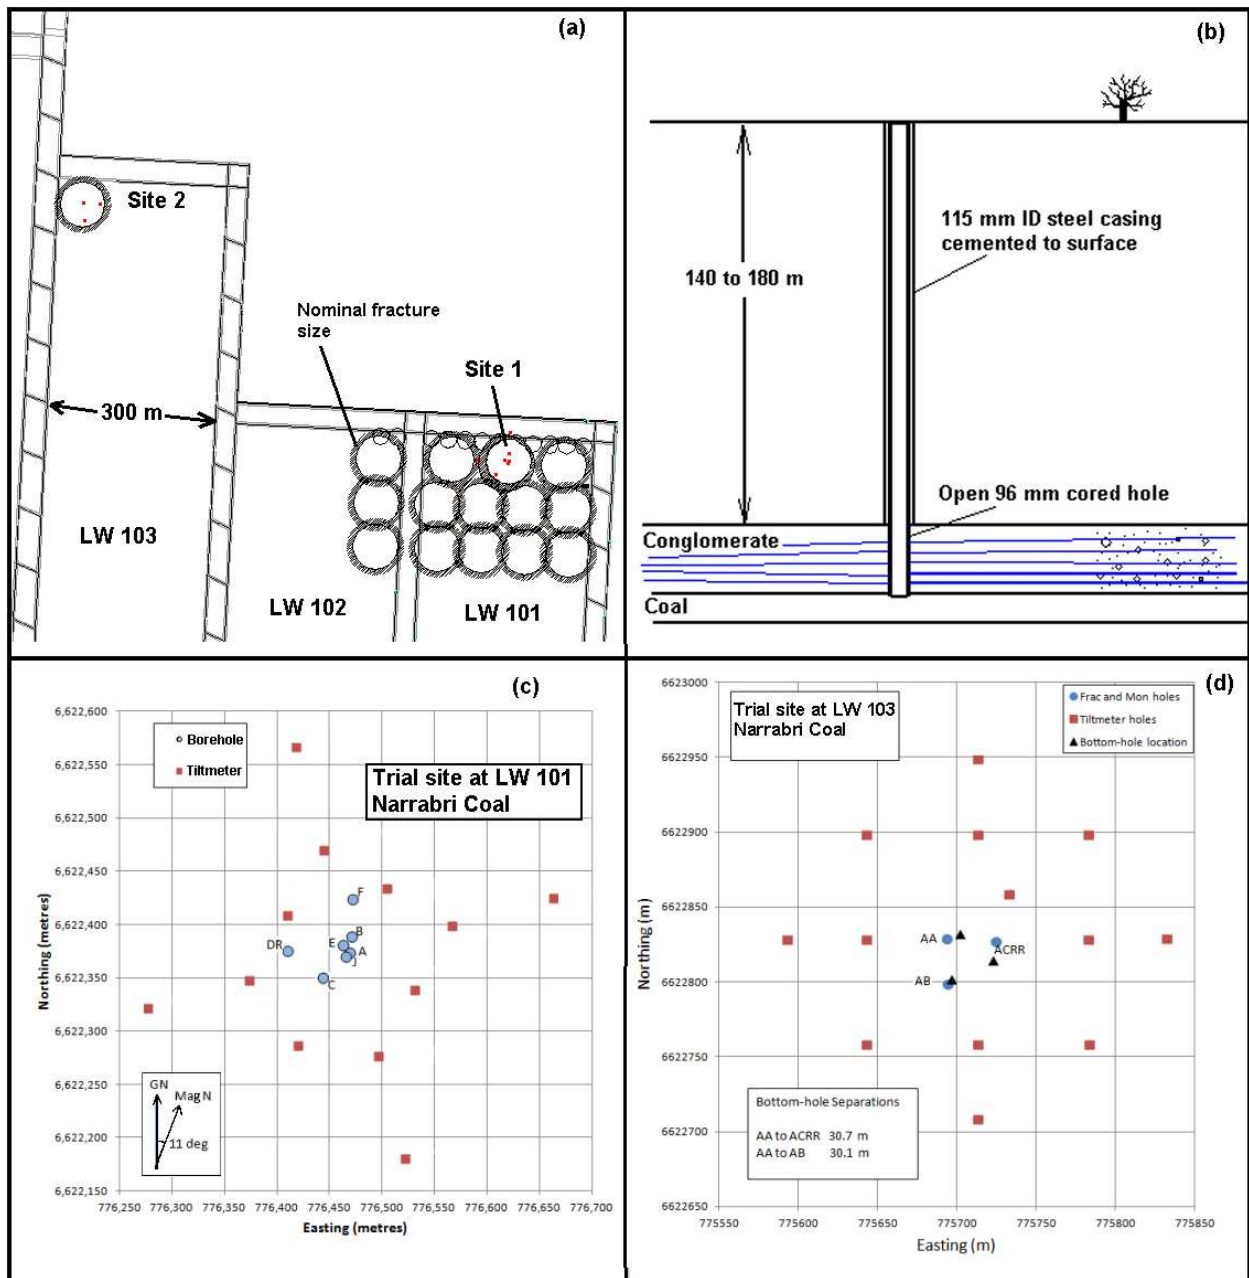 (a)
Site 2
Nominal fracture
size
Site 1
300 m
LW 103
LW 102
LW 101
(b)
115 mm ID steel casing
cemented to surface
140 to 180 m
Open 96 mm cored hole
Conglomerate
Coal
(c)
6,622,600
6,622,550
6,622,500
6,622,450
6,622,400
6,622,350
6,622,300
6,622,250
6,622,200
6,622,150
Northing (metres)
Borehole
Tiltmeter
Trial site at LW 101
Narrabri Coal
F
B
E
A
DR
J
C
GN
Mag N
11 deg
776,250 776,300 776,350 776,400 776,450 776,500 776,550 776,600 776,650 776,700
Easting (metres)
(d)
6623000
6622950
6622900
6622850
6622800
6622750
6622700
6622650
Northing (m)
Trial site at LW 103
Narrabri Coal
Frac and Mon holes
Tiltmeter holes
Bottom-hole location
AA
ACRR
AB
Bottom-hole Separations
AA to ACRR 30.7 m
AA to AB 30.1 m
775550 775600 775650 775700 775750 775800 775850
Easting (m)